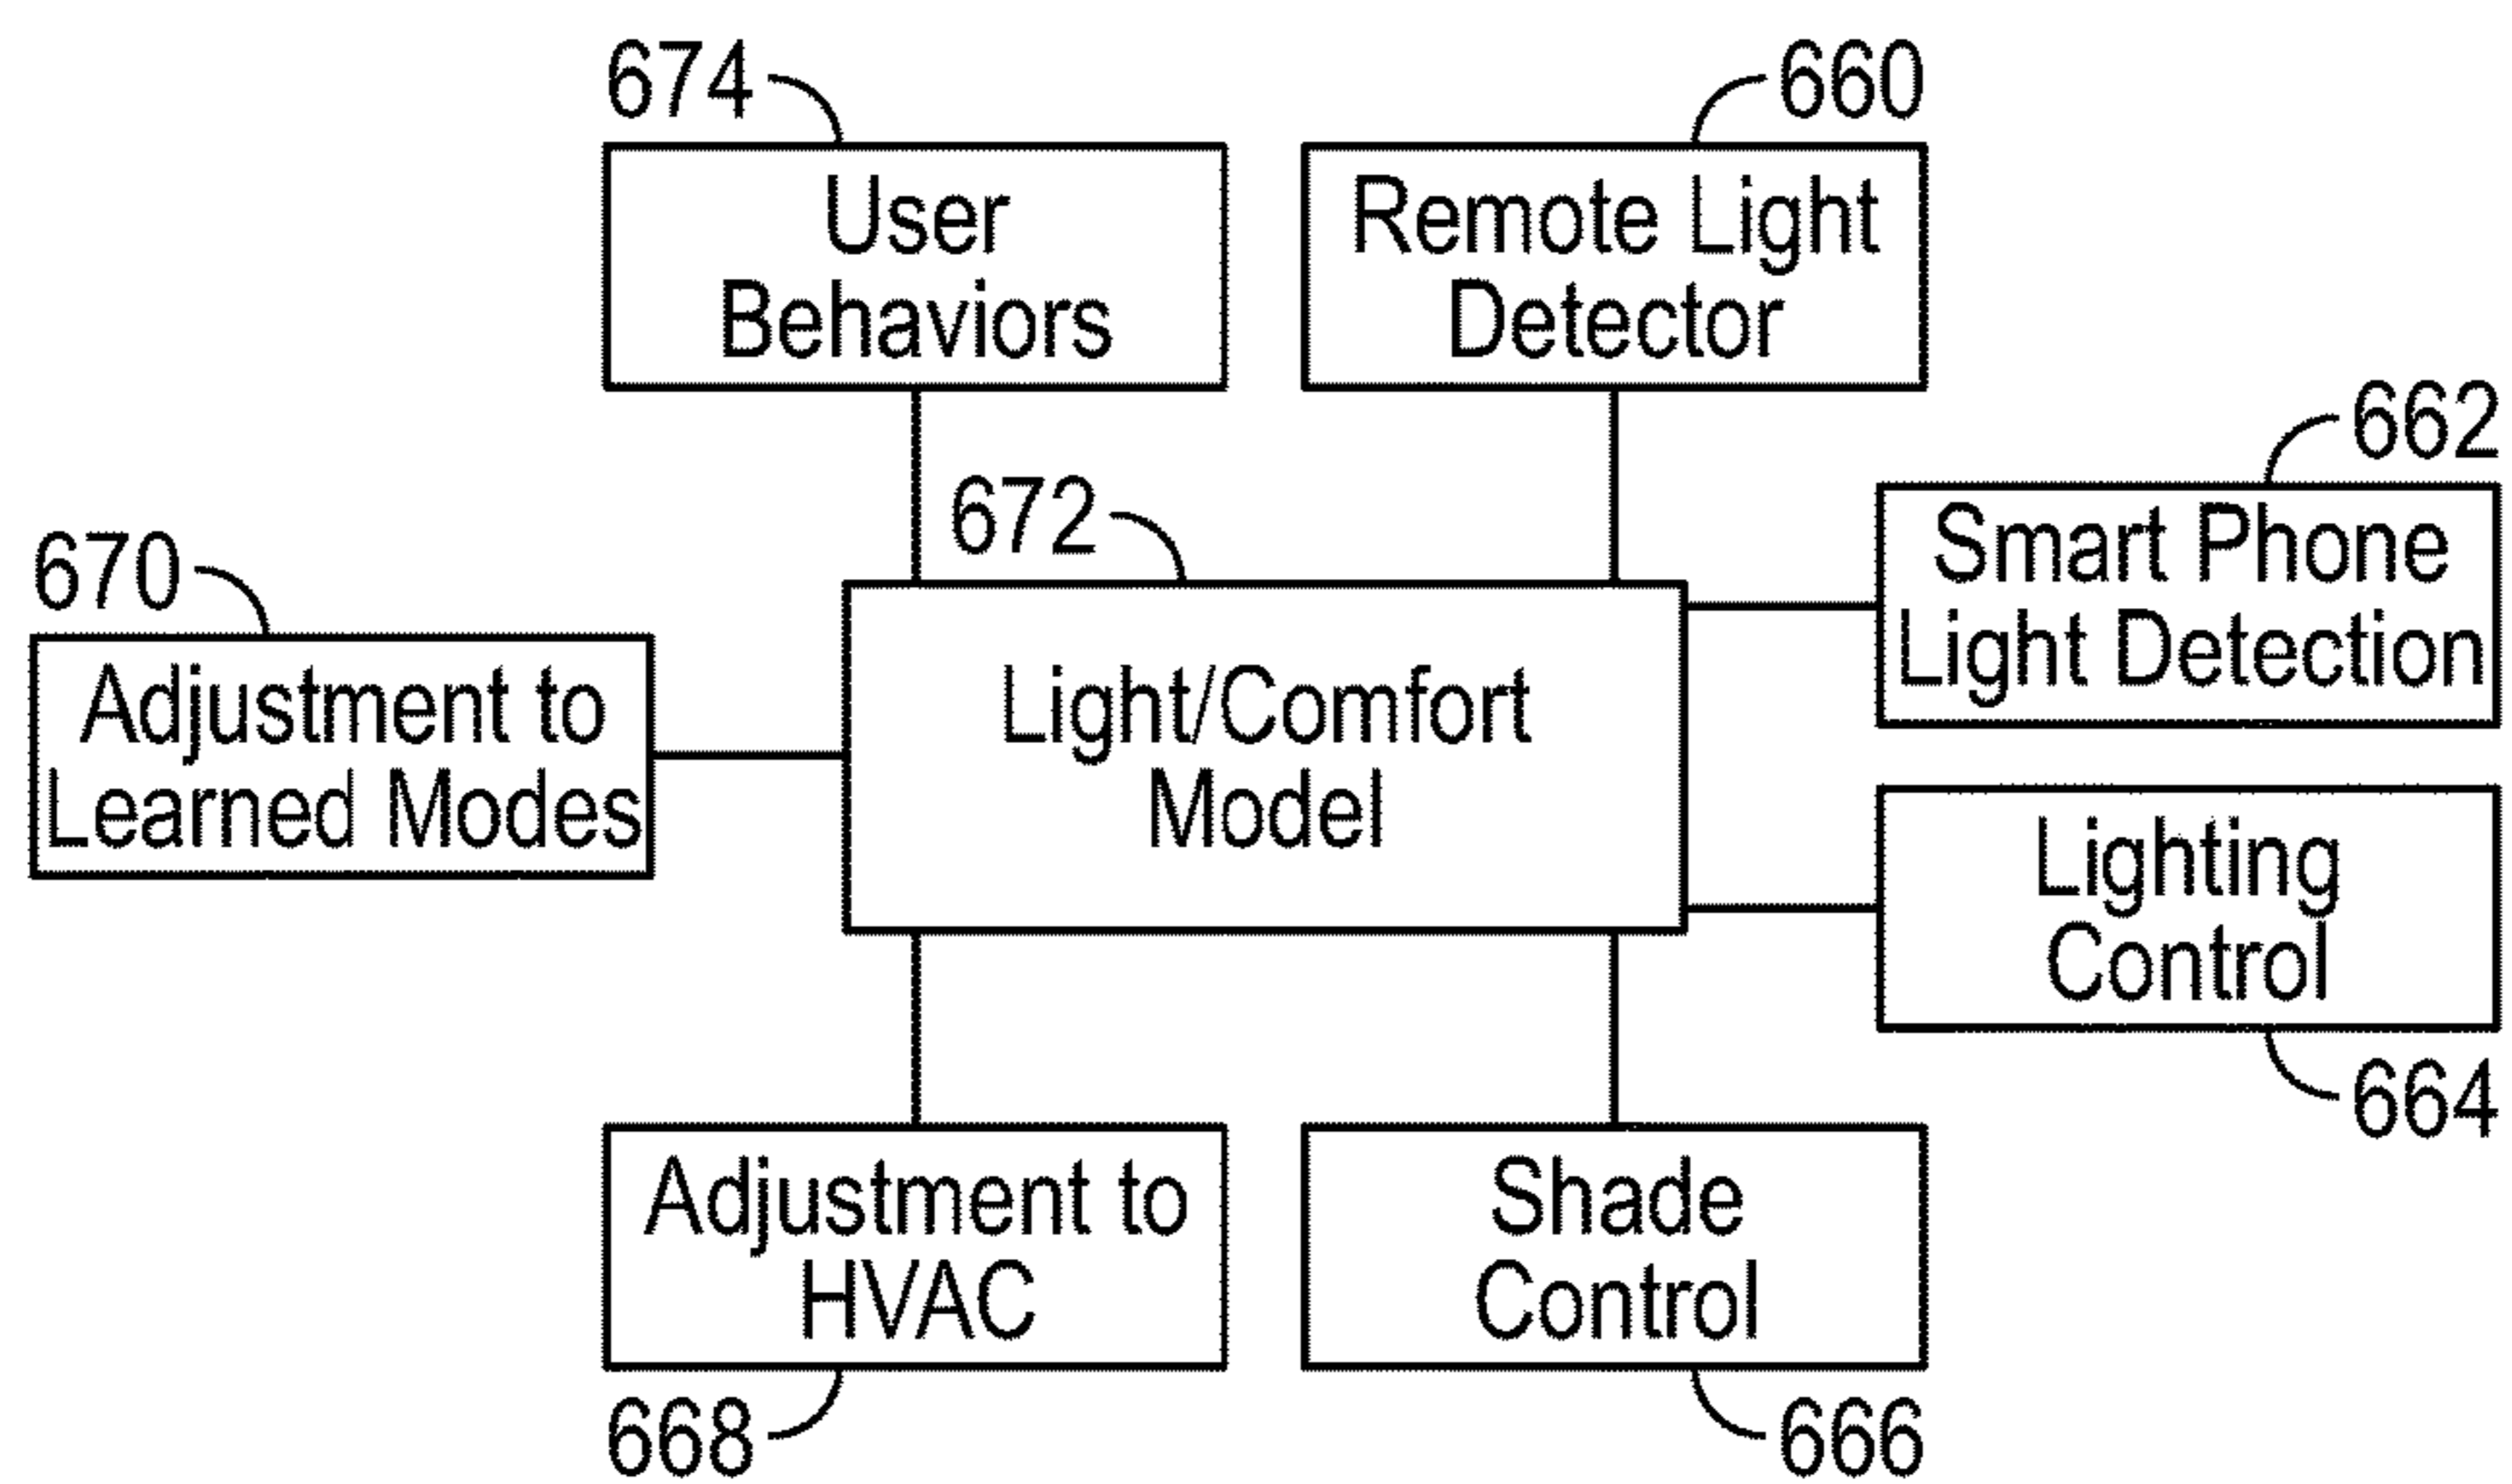 674
660
User
Behaviors
Remote Light
Detector
662
672
Smart Phone
Light Detection
670
Adjustment to
Learned Modes
Light/Comfort
Model
Lighting
Control
664
Adjustment to
HVAC
Shade
Control
668
666